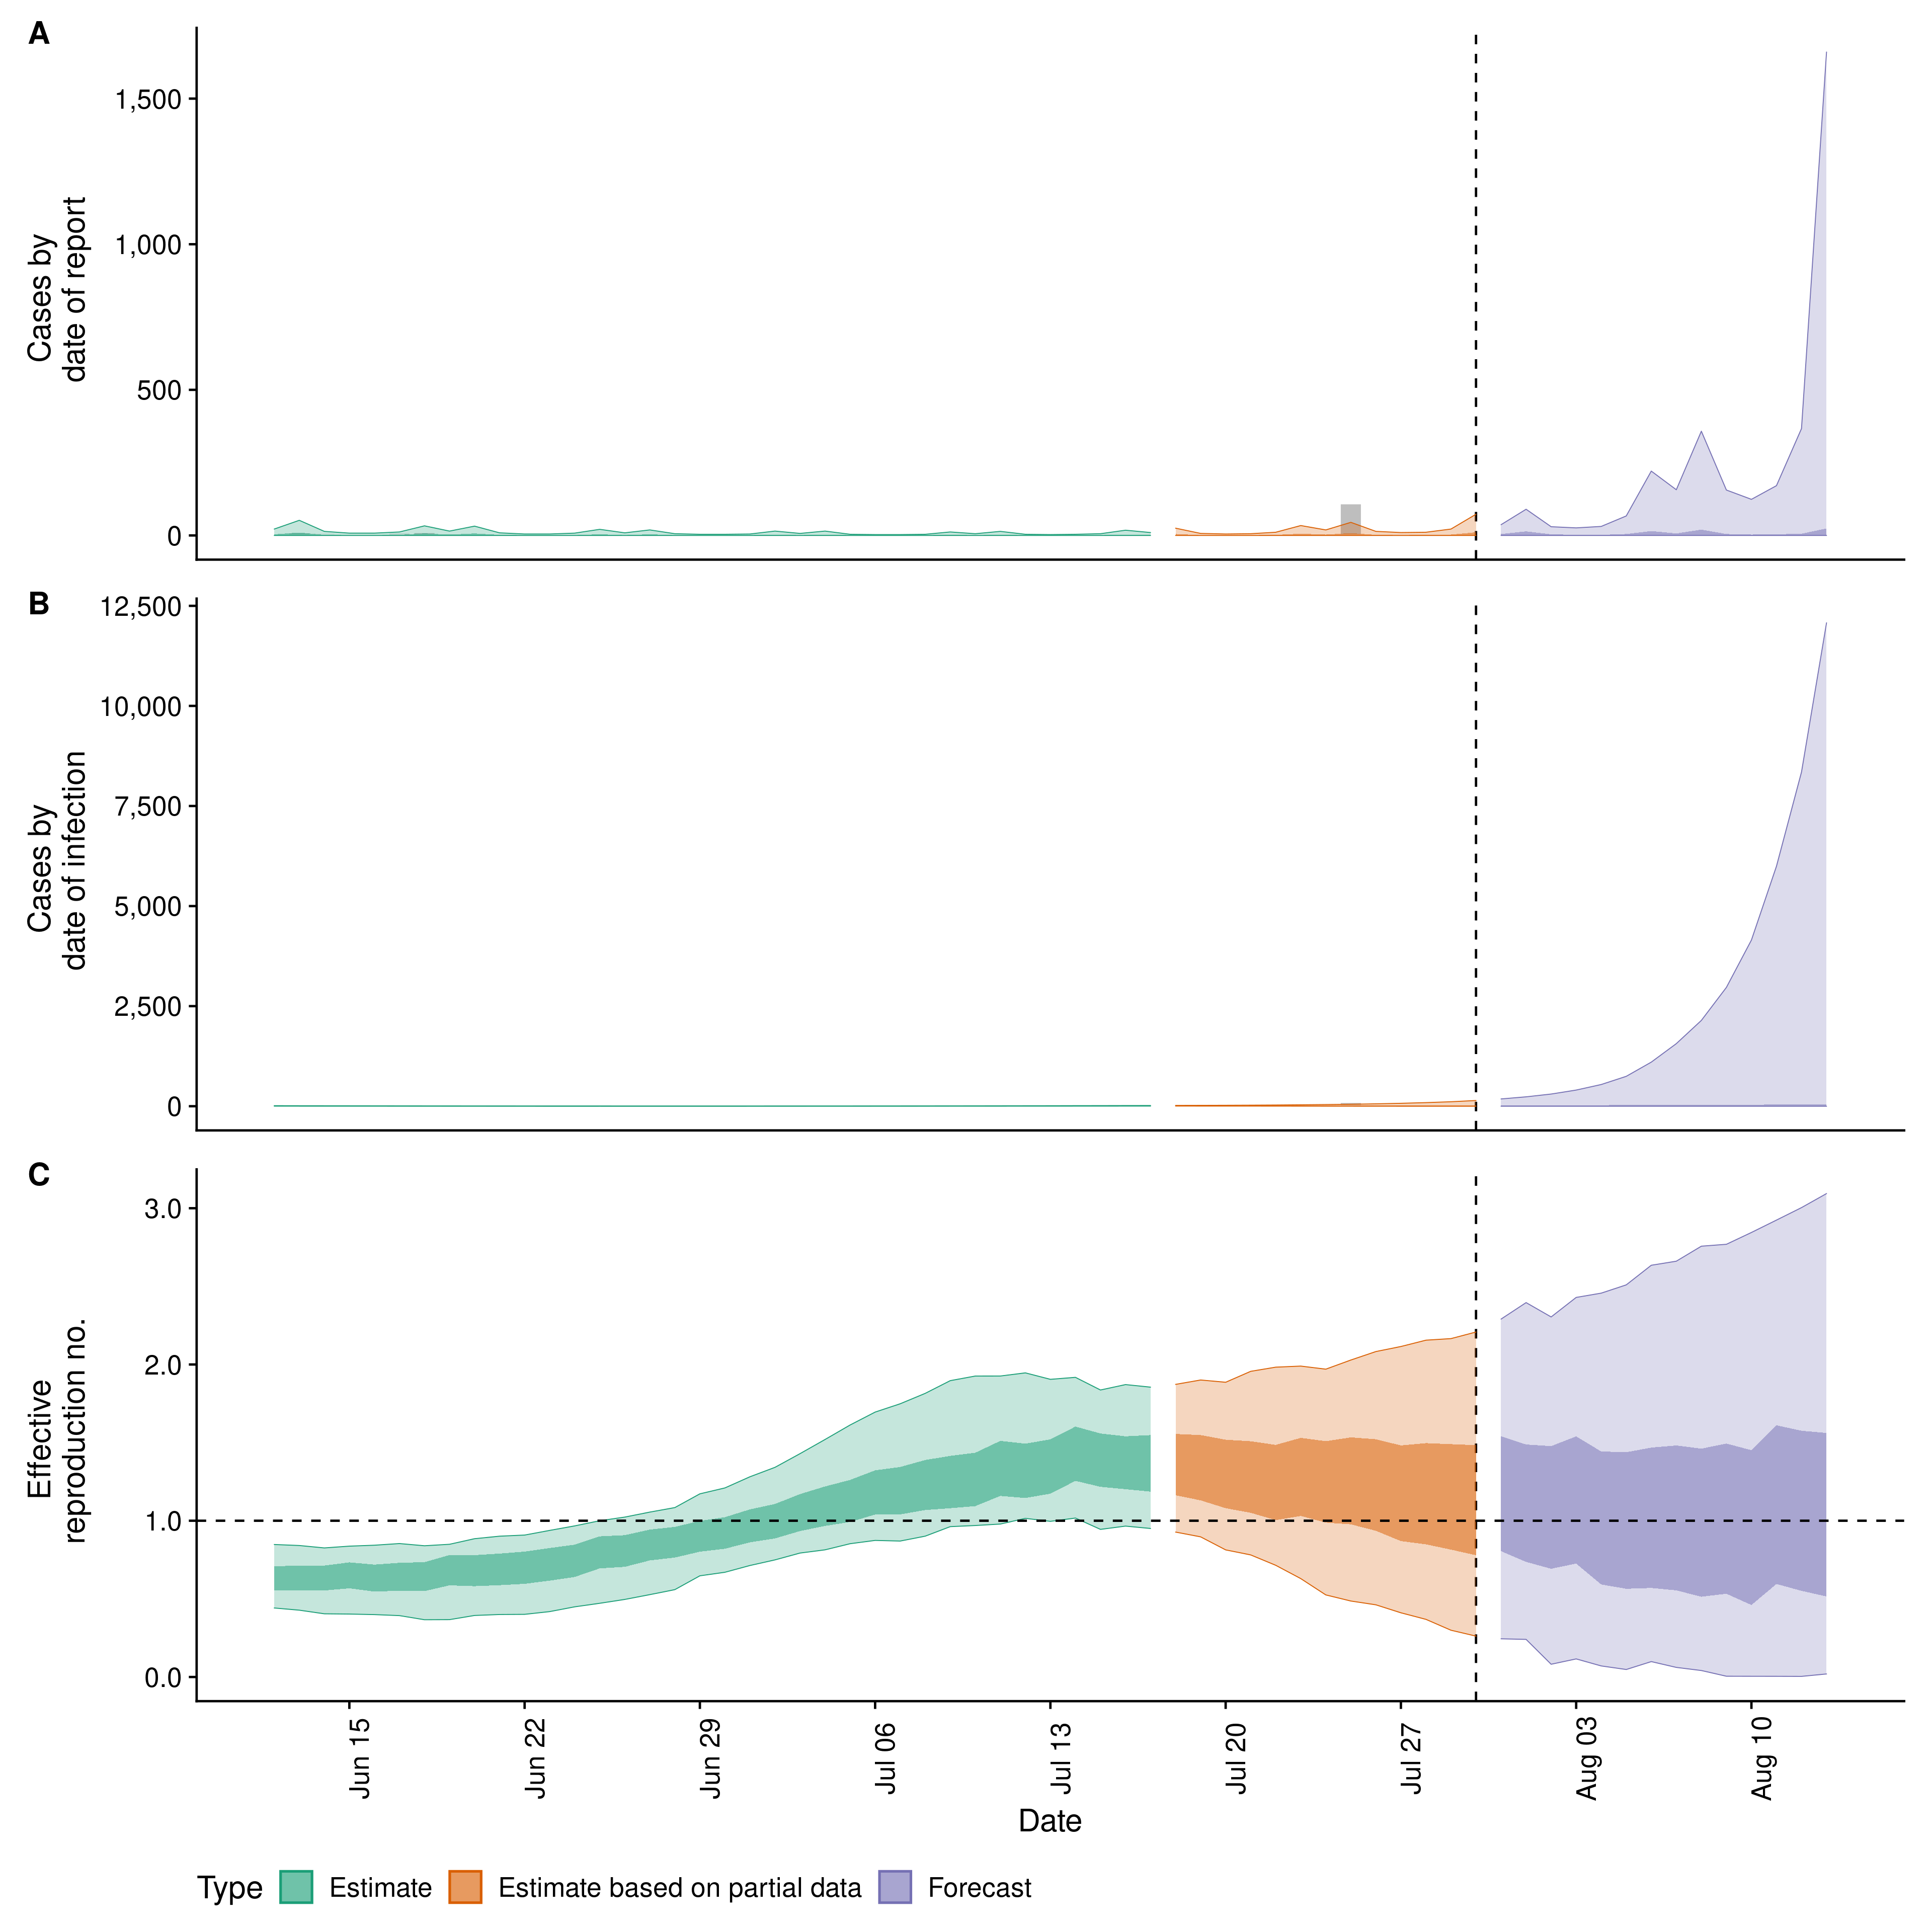 A
Cases by
date of report
1,500
1,000
500
0
B
Cases by
date of infection
12,500
10,000
7,500
5,000
2,500
0
C
Effective
reproduction no.
3.0
2.0
1.0
0.0
Jun 15
Jun 22
Jun 29
Jul 06
Jul 13
Jul 20
Jul 27
Aug 03
Aug 10
Date
Type Estimate Estimate based on partial data Forecast